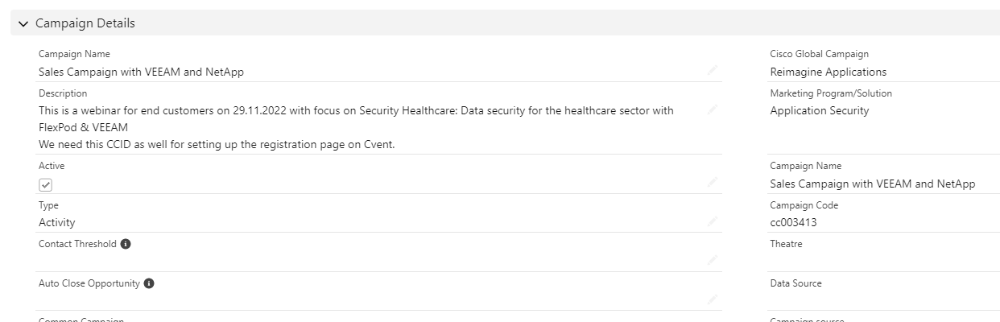 Campaign Details
Campaign Name
Sales Campaign with VEEAM and NetApp
Description
This is a webinar for end customers on 29.11.2022 with focus on Security Healthcare: Data security for the healthcare sector with
FlexPod & VEEAM
We need this CCID as well for setting up the registration page on Cvent.
Active
Type
Activity
Contact Threshold
Auto Close Opportunity
Common Campaign
Cisco Global Campaign
Reimagine Applications
Marketing Program/Solution
Application Security
Campaign Name
Sales Campaign with VEEAM and NetApp
Campaign Code
cc003413
Theatre
Data Source
Campaign source